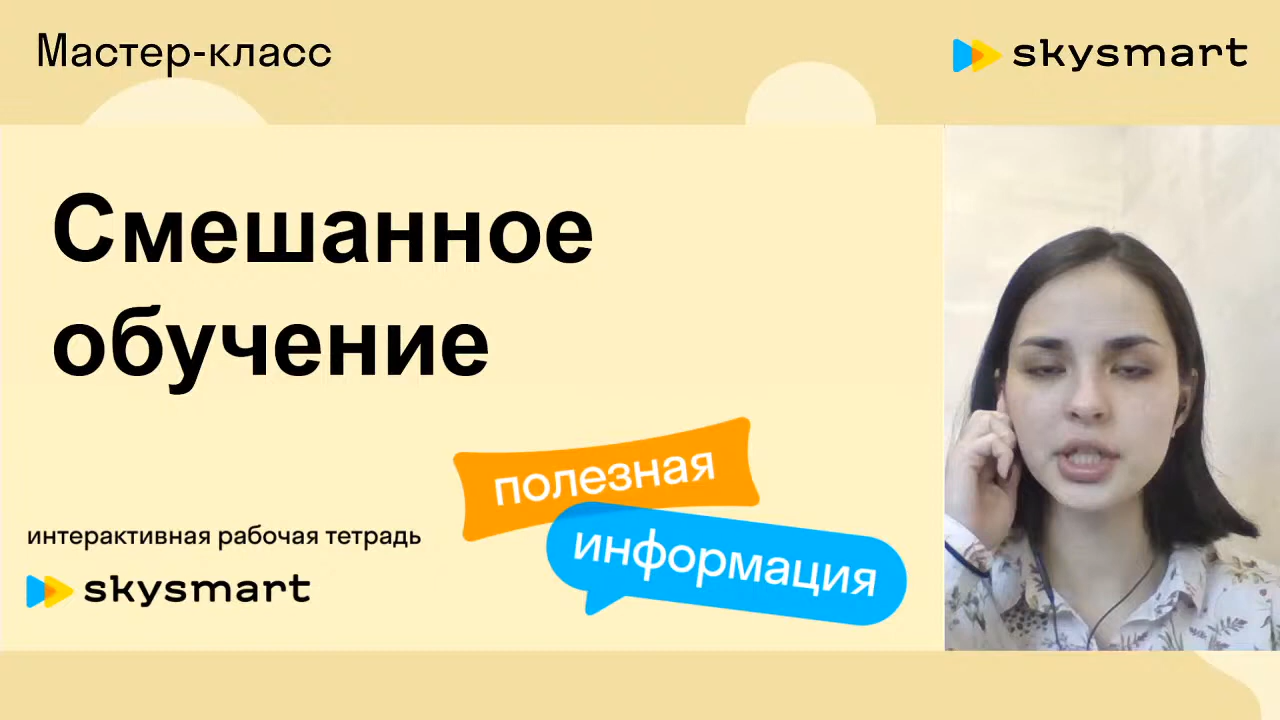 Мастер-класс
skysmart
Смешанное
обучение
полезная
информация
интерактивная рабочая тетрадь
skysmart